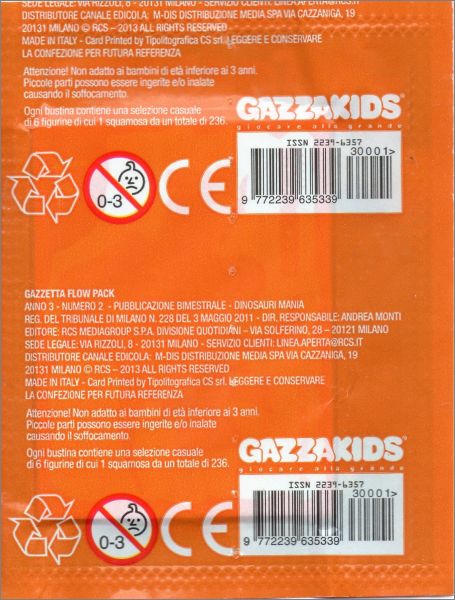 SEDE LEGALE: VIA RIZZOLI, 8 - 20131 MILANO - SERVIZIO CLIENTI: LINEA.APERTA@RCS.IT
DISTRIBUTORE CANALE EDICOLA: M-DIS DISTRIBUZIONE MEDIA SPA VIA CAZZANIGA, 19
20131 MILANO © RCS – 2013 ALL RIGHTS RESERVED
MADE IN ITALY - Card Printed by Tipolitografica CS srl. LEGGERE E CONSERVARE
LA CONFEZIONE PER FUTURA REFERENZA
Attenzione! Non adatto ai bambini di età inferiore ai 3 anni.
Piccole parti possono essere ingerite e/o inalate
causando il soffocamento.
Ogni bustina contiene una selezione casuale
di 6 figurine di cui 1 squamosa da un totale di 236.
GAZZAKIDS
giocare alla grande
ISSN 2239-6357
30001>
9 772239 635339
0-3
CE
GAZZETTA FLOW PACK
ANNO 3 - NUMERO 2 - PUBBLICAZIONE BIMESTRALE - DINOSAURI MANIA
REG. DEL TRIBUNALE DI MILANO N. 228 DEL 3 MAGGIO 2011 - DIR. RESPONSABILE: ANDREA MONTI
EDITORE: RCS MEDIAGROUP S.P.A. DIVISIONE QUOTIDIANI – VIA SOLFERINO, 28 – 20121 MILANO
SEDE LEGALE: VIA RIZZOLI, 8 - 20131 MILANO - SERVIZIO CLIENTI: LINEA.APERTA@RCS.IT
DISTRIBUTORE CANALE EDICOLA: M-DIS DISTRIBUZIONE MEDIA SPA VIA CAZZANIGA, 19
20131 MILANO © RCS – 2013 ALL RIGHTS RESERVED
MADE IN ITALY - Card Printed by Tipolitografica CS srl. LEGGERE E CONSERVARE
LA CONFEZIONE PER FUTURA REFERENZA
Attenzione! Non adatto ai bambini di età inferiore ai 3 anni.
Piccole parti possono essere ingerite e/o inalate
causando il soffocamento.
Ogni bustina contiene una selezione casuale
di 6 figurine di cui 1 squamosa da un totale di 236.
GAZZAKIDS
giocare alla grande
ISSN 2239-6357
30001>
9 772239 635339
0-3
CE